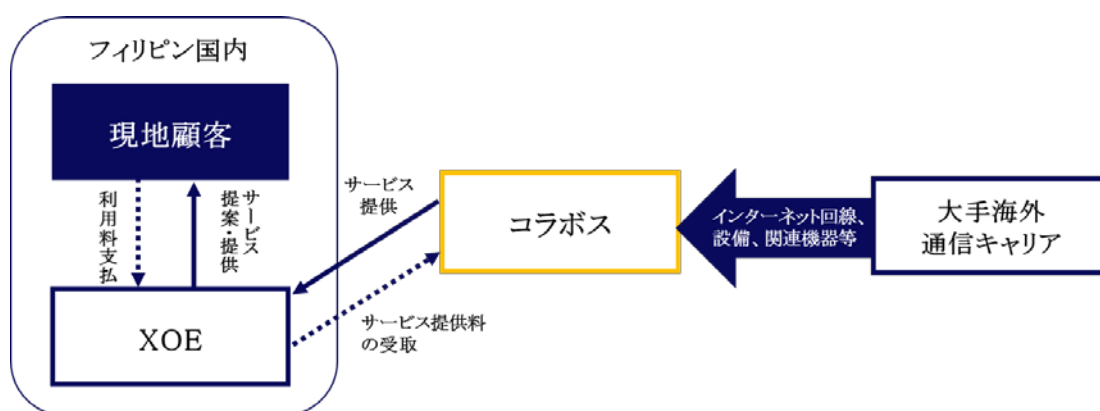 フィリピン国内
現地顧客
利用料支払
サービス
提案・提供
XOE
サービス
提供
サービス提供料
の受取
コラボス
インターネット回線、
設備、関連機器等
大手海外
通信キャリア